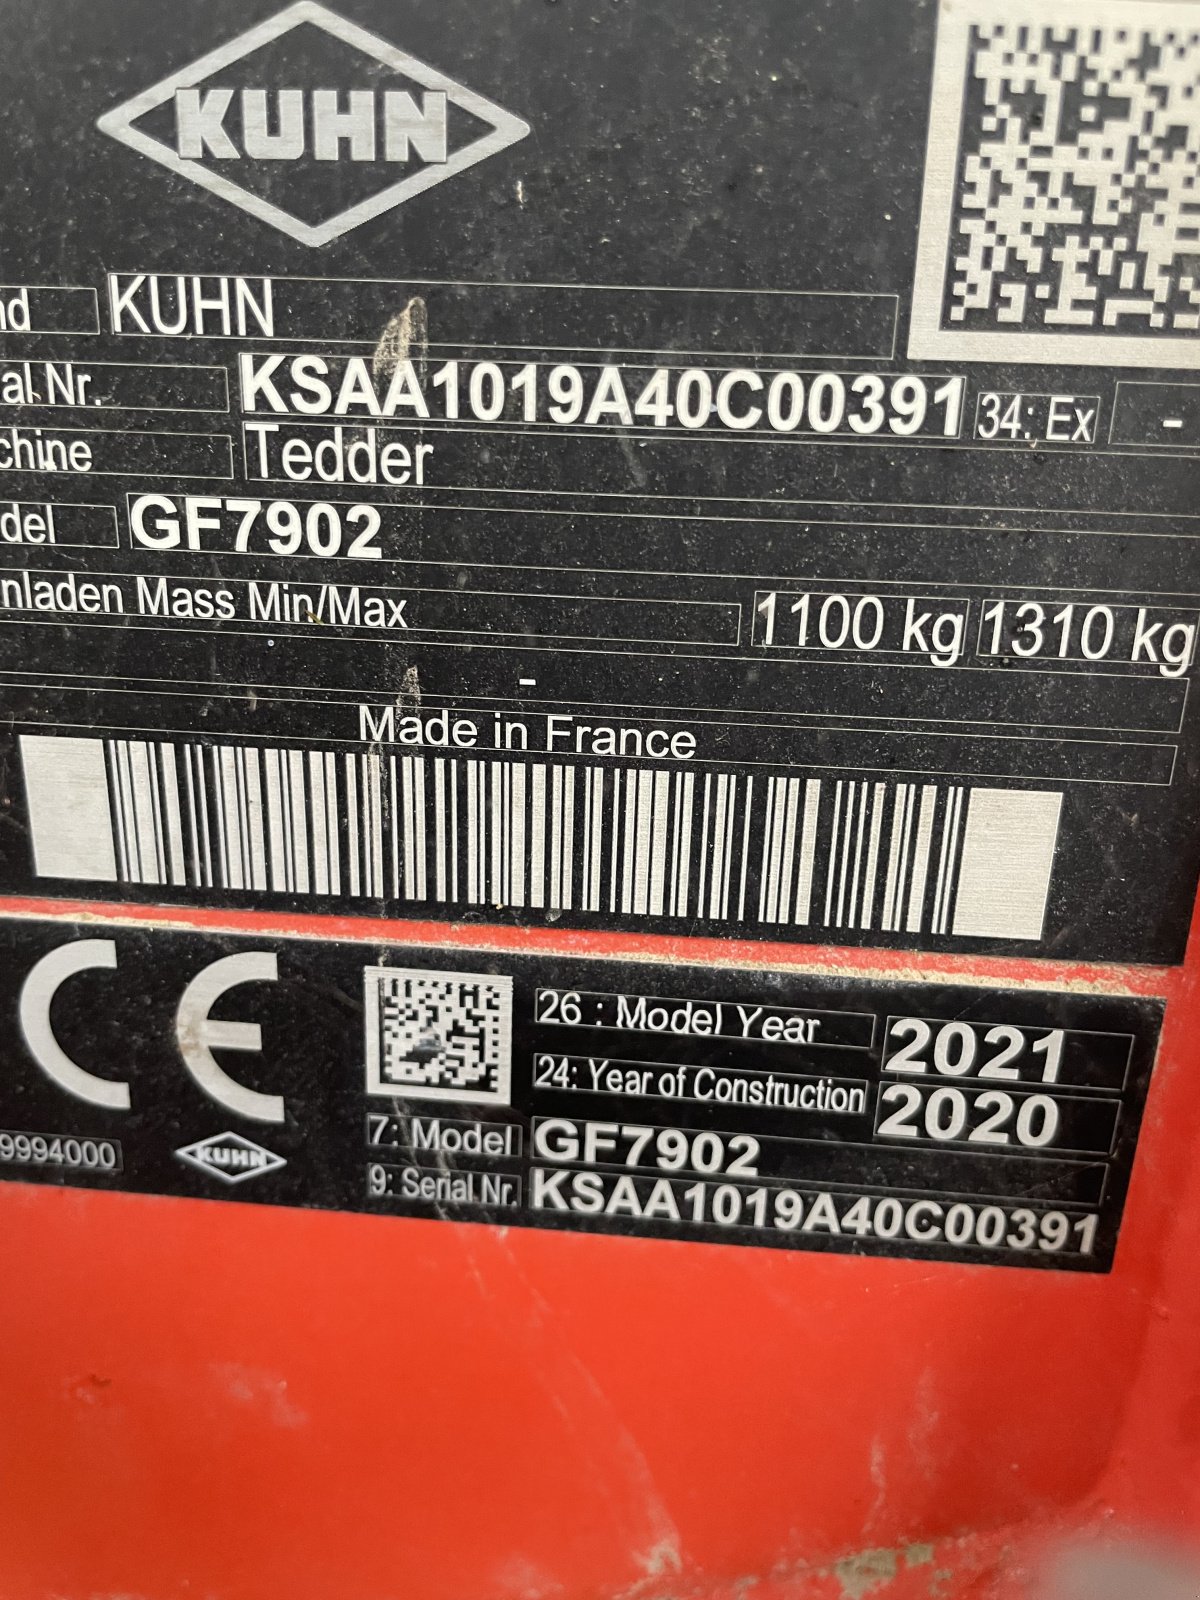 KUHN
nd KUHN
al Nr. KSAA1019A40C00391 34: Ex -
chine Tedder
del GF7902
nladen Mass Min/Max 1100 kg 1310 kg
-
Made in France
CE
26 : Model Year 2021
24: Year of Construction 2020
7: Model GF7902
9: Serial Nr. KSAA1019A40C00391
9994000 KUHN